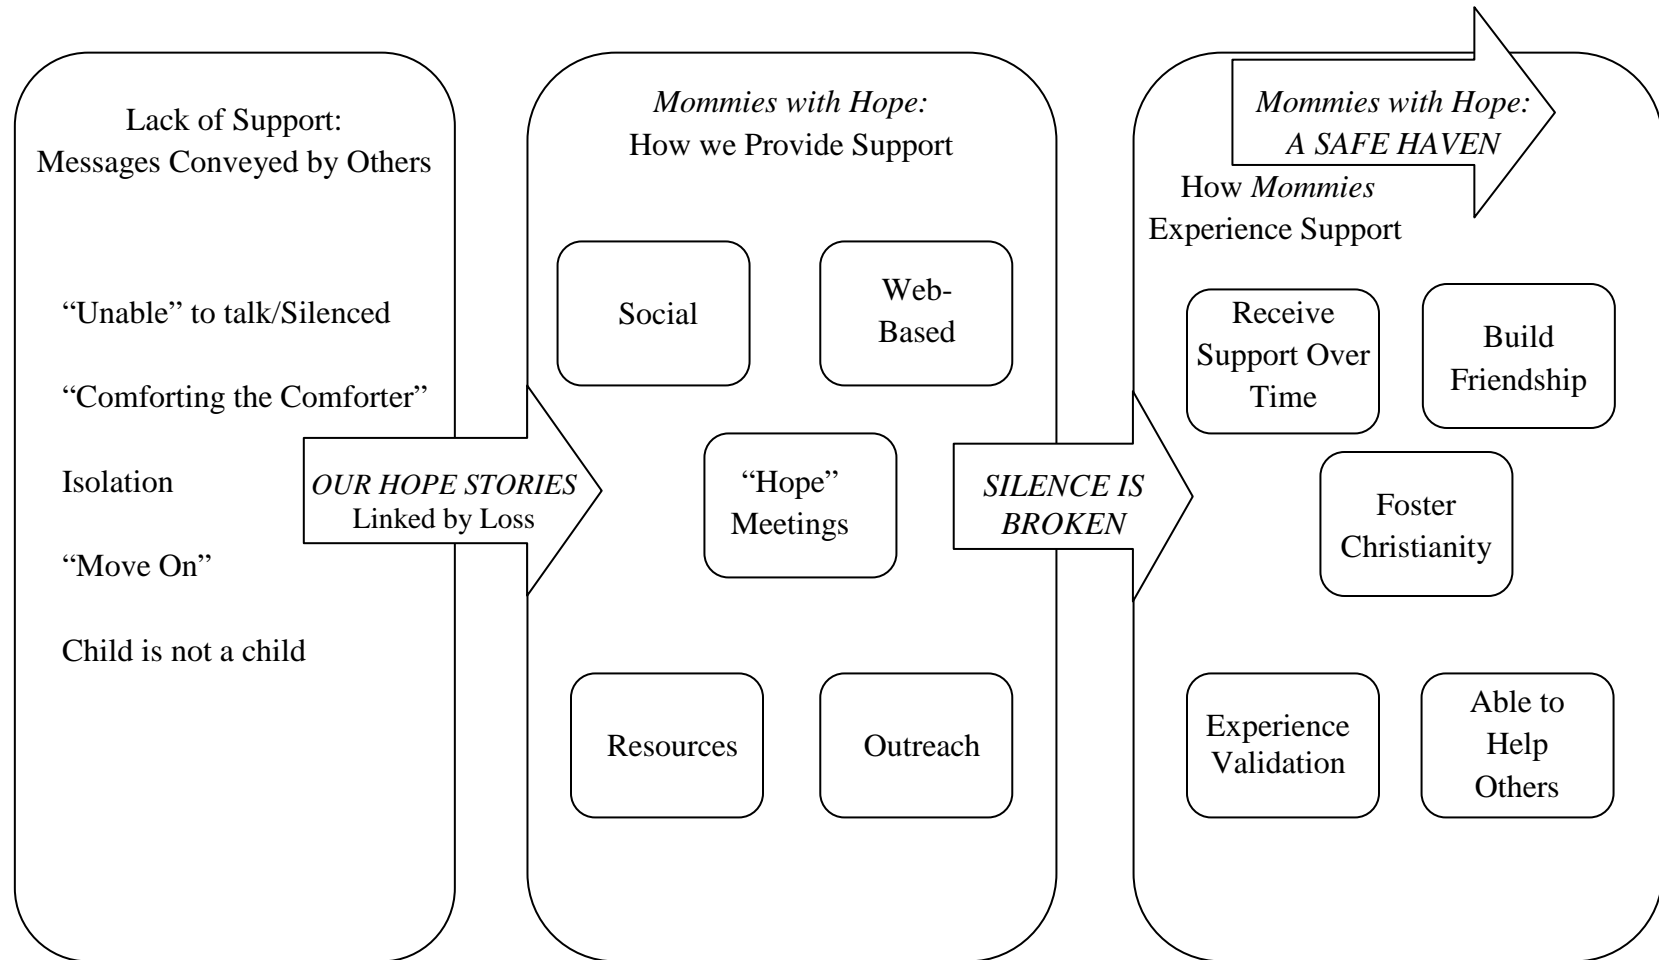 Lack of Support:
Messages Conveyed by Others
“Unable” to talk/Silenced
“Comforting the Comforter”
Isolation
“Move On”
Child is not a child
OUR HOPE STORIES
Linked by Loss
Mommies with Hope:
How we Provide Support
Social
Web-
Based
“Hope”
Meetings
Resources
Outreach
SILENCE IS
BROKEN
Mommies with Hope:
A SAFE HAVEN
How Mommies
Experience Support
Receive
Support Over
Time
Build
Friendship
Foster
Christianity
Experience
Validation
Able to
Help
Others